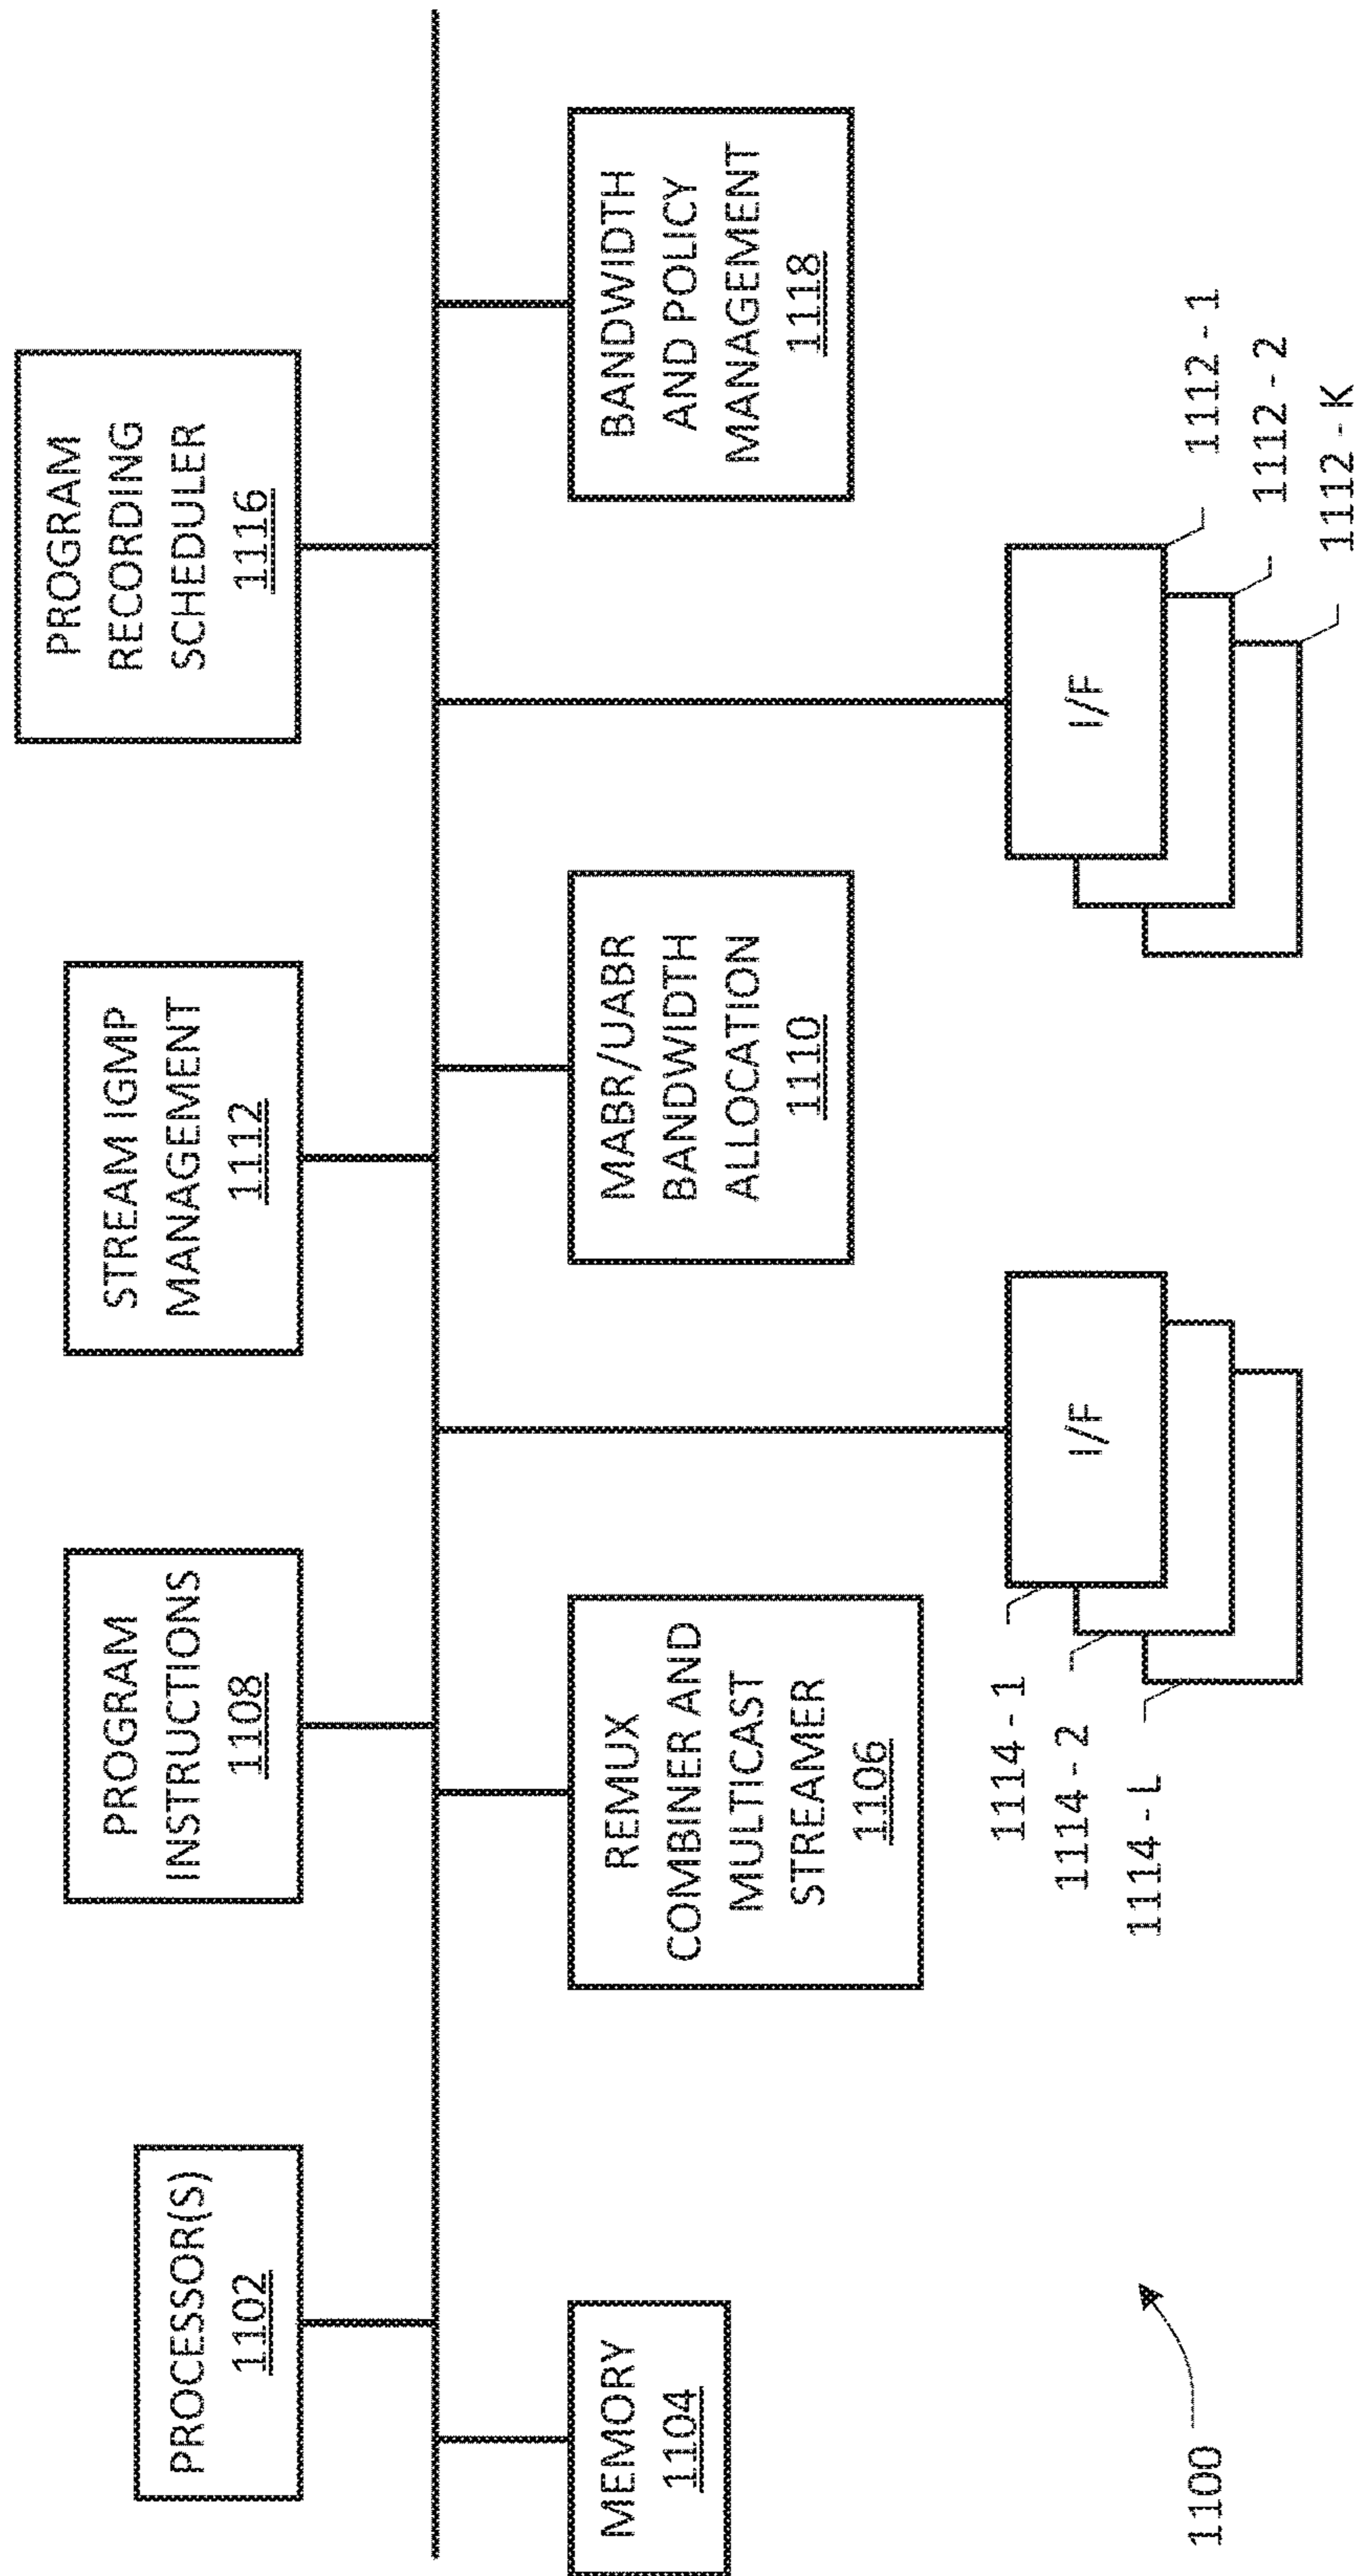 PROCESSOR(S)
1102
PROGRAM
INSTRUCTIONS
1108
STREAM IGMP
MANAGEMENT
1112
PROGRAM
RECORDING
SCHEDULER
1116
MEMORY
1104
REMUX
COMBINER AND
MULTICAST
STREAMER
1106
MABR/UABR
BANDWIDTH
ALLOCATION
1110
BANDWIDTH
AND POLICY
MANAGEMENT
1118
I/F
1114 - 1
1114 - 2
1114 - L
I/F
1112 - 1
1112 - 2
1112 - K
1100